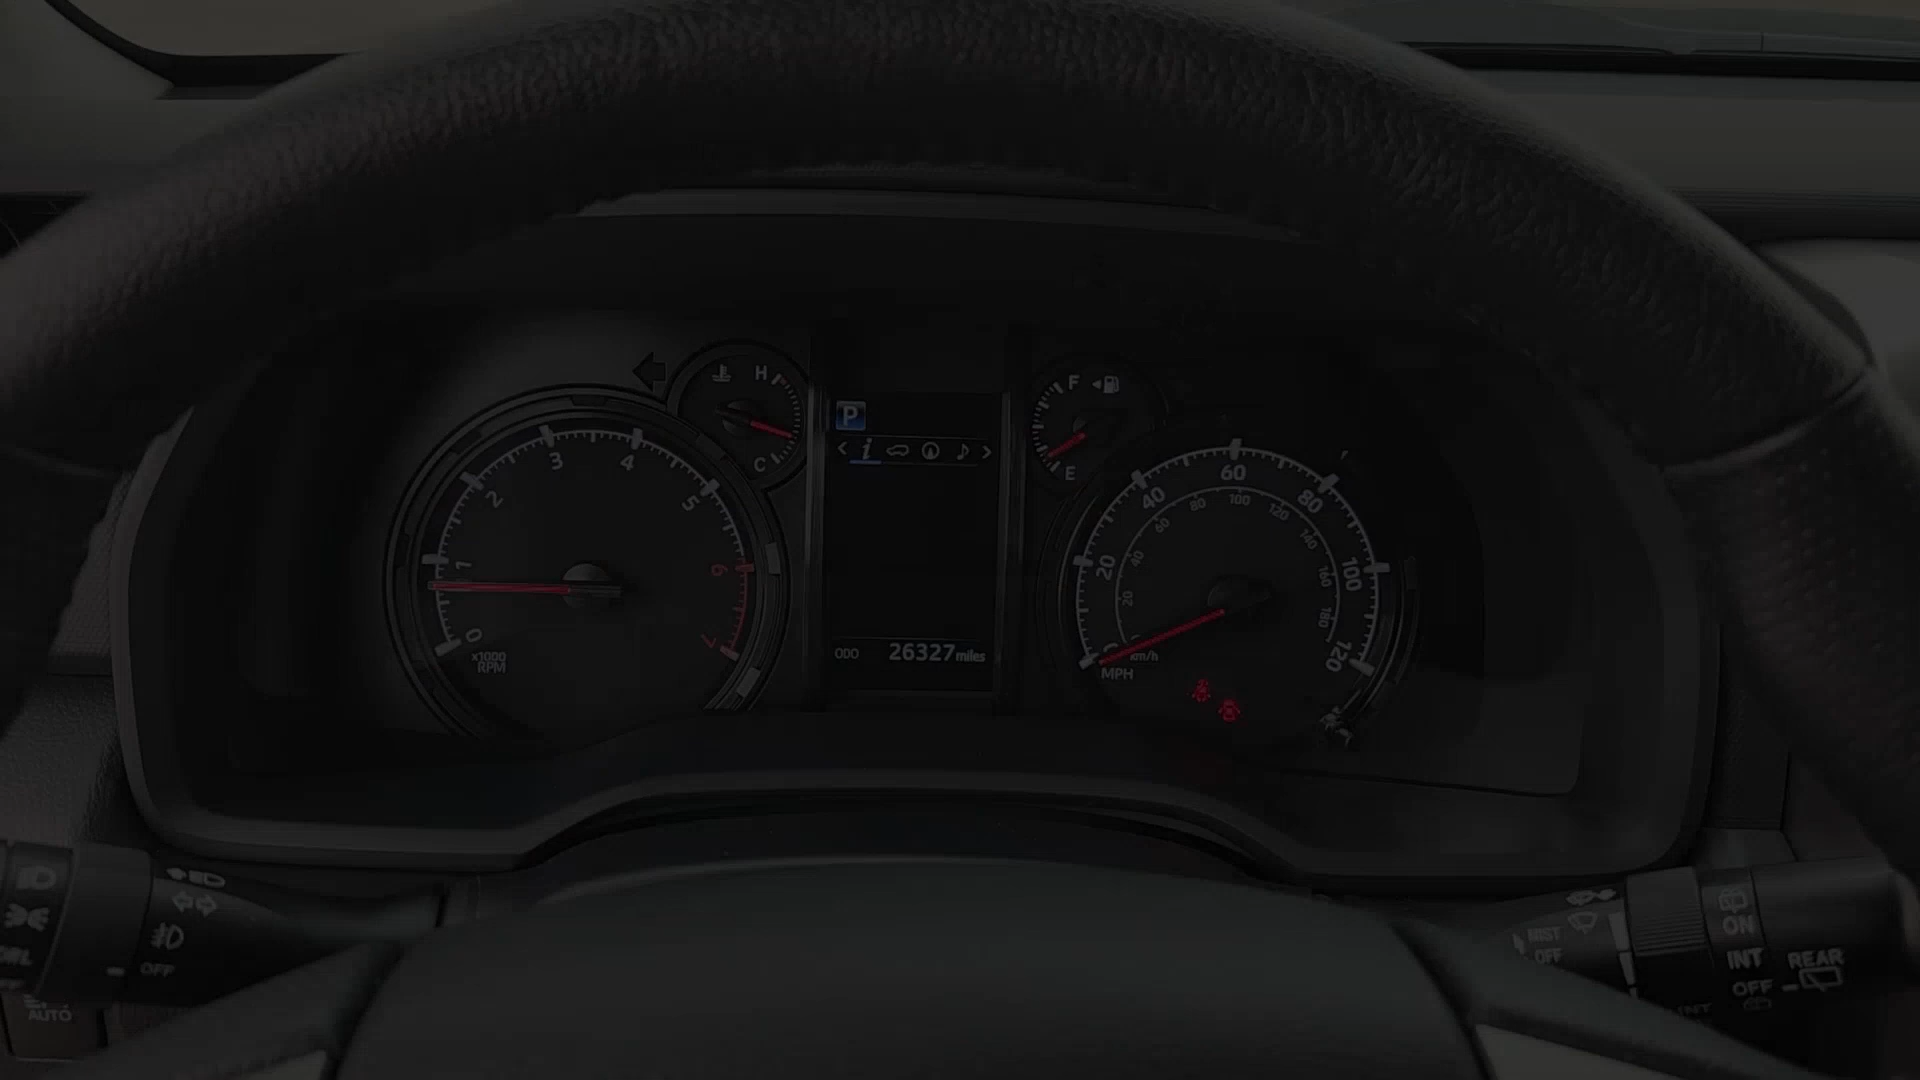 H
C
0
1
2
3
4
5
6
7
x1000
RPM
P
i
ODO 26327 miles
F
E
20
40
60
80
100
120
20
40
60
80
100
120
140
160
180
km/h
MPH
OFF
AUTO
MIST
OFF
ON
INT
OFF
REAR